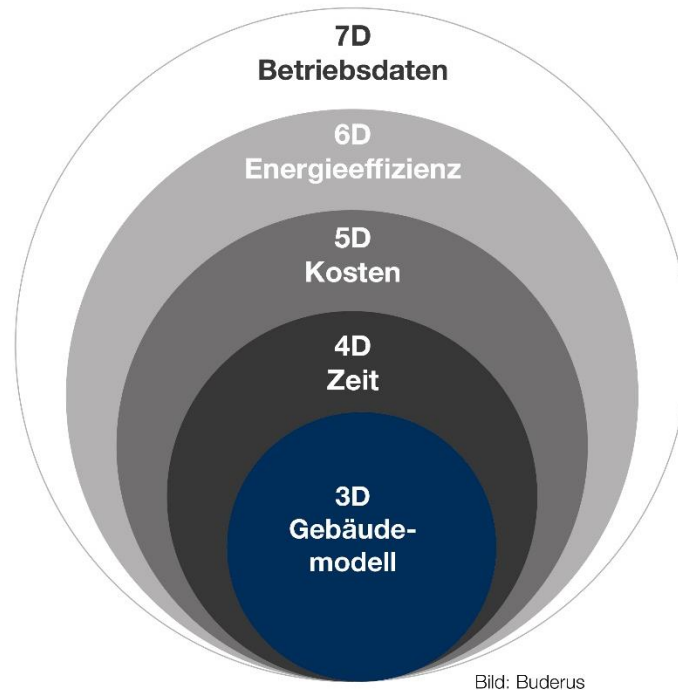 7D
Betriebsdaten
6D
Energieeffizienz
5D
Kosten
4D
Zeit
3D
Gebäude-
modell
Bild: Buderus